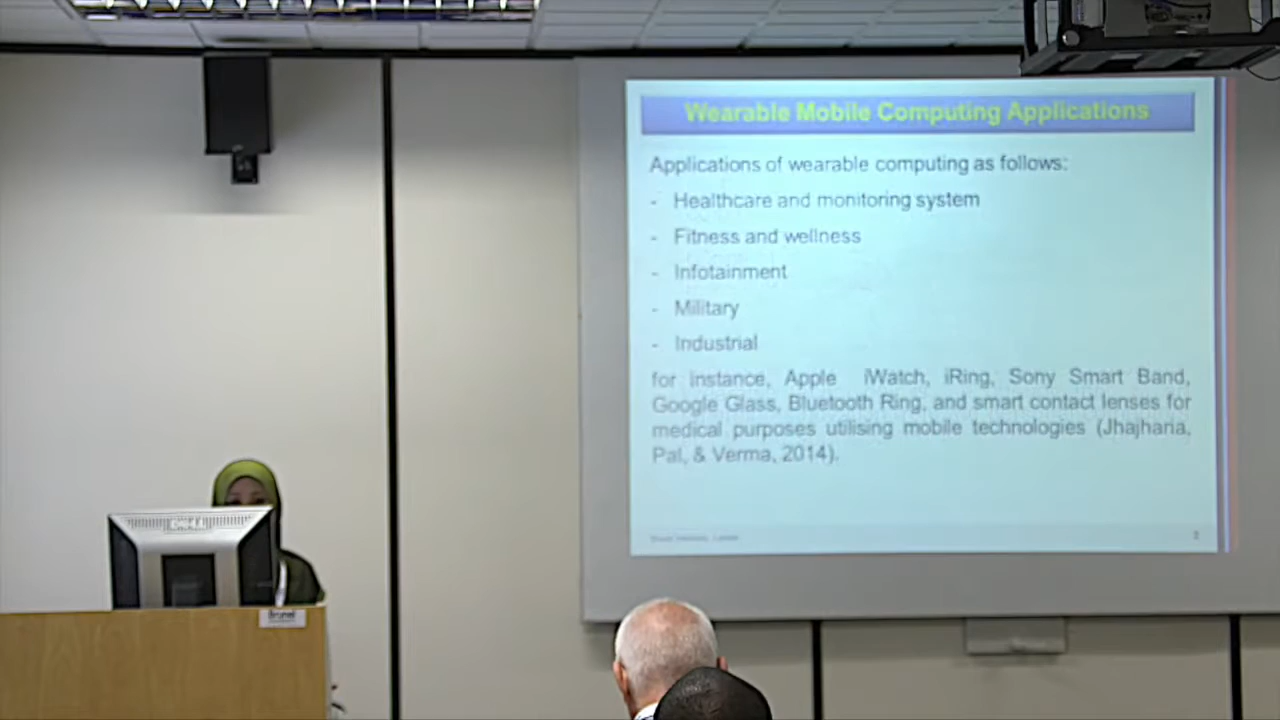 Wearable Mobile Computing Applications
Applications of wearable computing as follows:
- Healthcare and monitoring system
- Fitness and wellness
- Infotainment
- Military
- Industrial
for instance, Apple iWatch, iRing, Sony Smart Band,
Google Glass, Bluetooth Ring, and smart contact lenses for
medical purposes utilising mobile technologies (Jhajharia,
Pal, & Verma, 2014).
Brunel